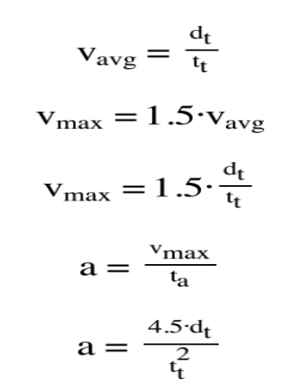 v_avg = d_t / t_t
v_max = 1.5·v_avg
v_max = 1.5· d_t / t_t
a = v_max / t_a
a = 4.5·d_t / t_t^2